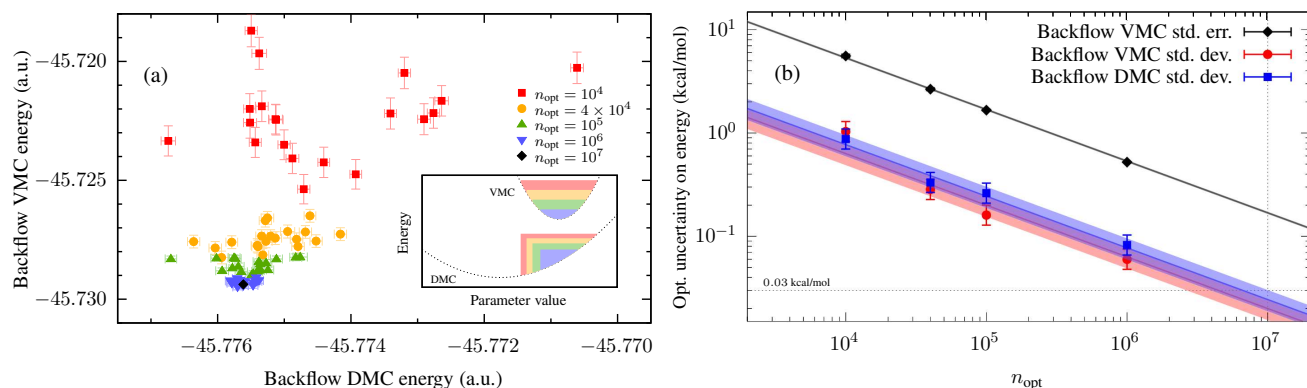 (a)
Backflow VMC energy (a.u.)
−45.720
−45.725
−45.730
n_opt = 10^4
n_opt = 4 × 10^4
n_opt = 10^5
n_opt = 10^6
n_opt = 10^7
VMC
DMC
Energy
Parameter value
−45.776
−45.774
−45.772
−45.770
Backflow DMC energy (a.u.)
(b)
Opt. uncertainty on energy (kcal/mol)
10^1
10^0
10^−1
Backflow VMC std. err.
Backflow VMC std. dev.
Backflow DMC std. dev.
0.03 kcal/mol
10^4
10^5
10^6
10^7
n_opt